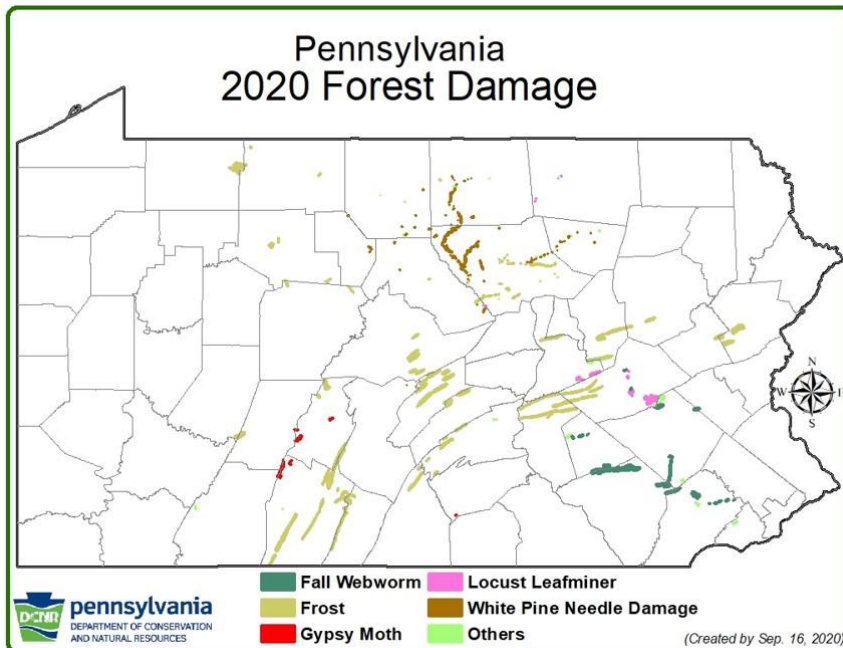 Pennsylvania
2020 Forest Damage
N
W E
S
Fall Webworm
Frost
Gypsy Moth
Locust Leafminer
White Pine Needle Damage
Others
DCNR
pennsylvania
DEPARTMENT OF CONSERVATION
AND NATURAL RESOURCES
(Created by Sep. 16, 2020)